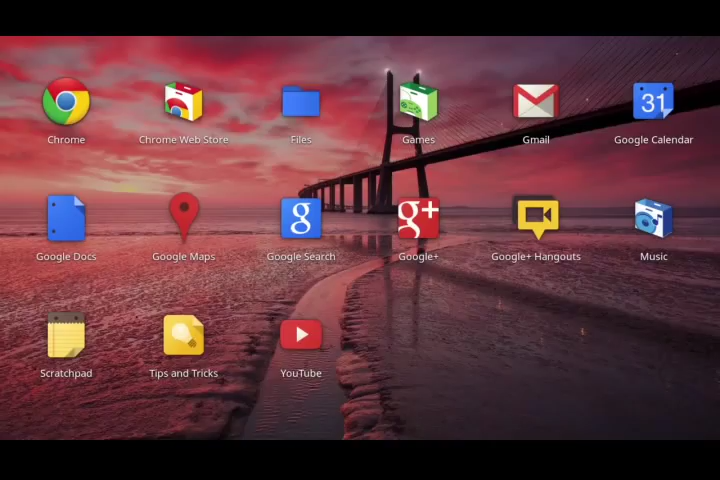 Chrome
Chrome Web Store
Files
Games
Gmail
31
Google Calendar
Google Docs
Google Maps
g
Google Search
g+
Google+
Google+ Hangouts
Music
Scratchpad
Tips and Tricks
YouTube